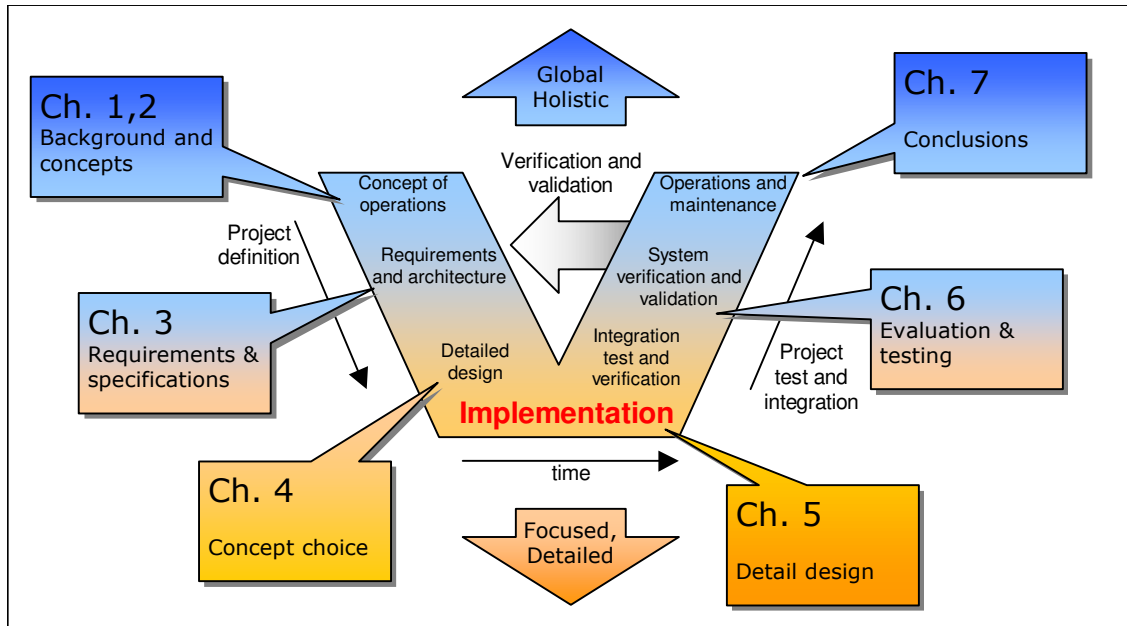 Global
Holistic
Ch. 1,2
Background and
concepts
Ch. 7
Conclusions
Verification and
validation
Concept of
operations
Operations and
maintenance
Project
definition
Requirements
and architecture
System
verification and
validation
Ch. 3
Requirements &
specifications
Ch. 6
Evaluation &
testing
Detailed
design
Integration
test and
verification
Project
test and
integration
Implementation
time
Ch. 4
Concept choice
Focused,
Detailed
Ch. 5
Detail design